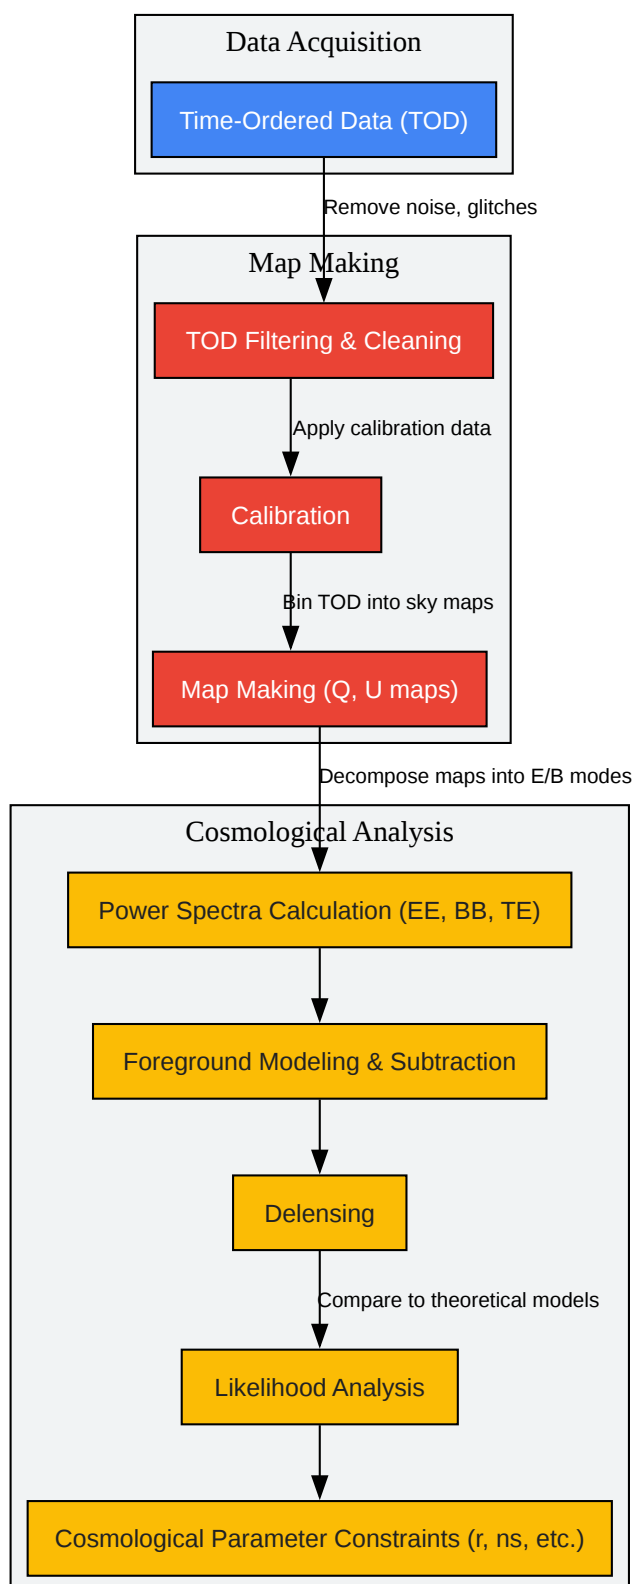 Data Acquisition
Time-Ordered Data (TOD)
Remove noise, glitches
Map Making
TOD Filtering & Cleaning
Apply calibration data
Calibration
Bin TOD into sky maps
Map Making (Q, U maps)
Decompose maps into E/B modes
Cosmological Analysis
Power Spectra Calculation (EE, BB, TE)
Foreground Modeling & Subtraction
Delensing
Compare to theoretical models
Likelihood Analysis
Cosmological Parameter Constraints (r, ns, etc.)